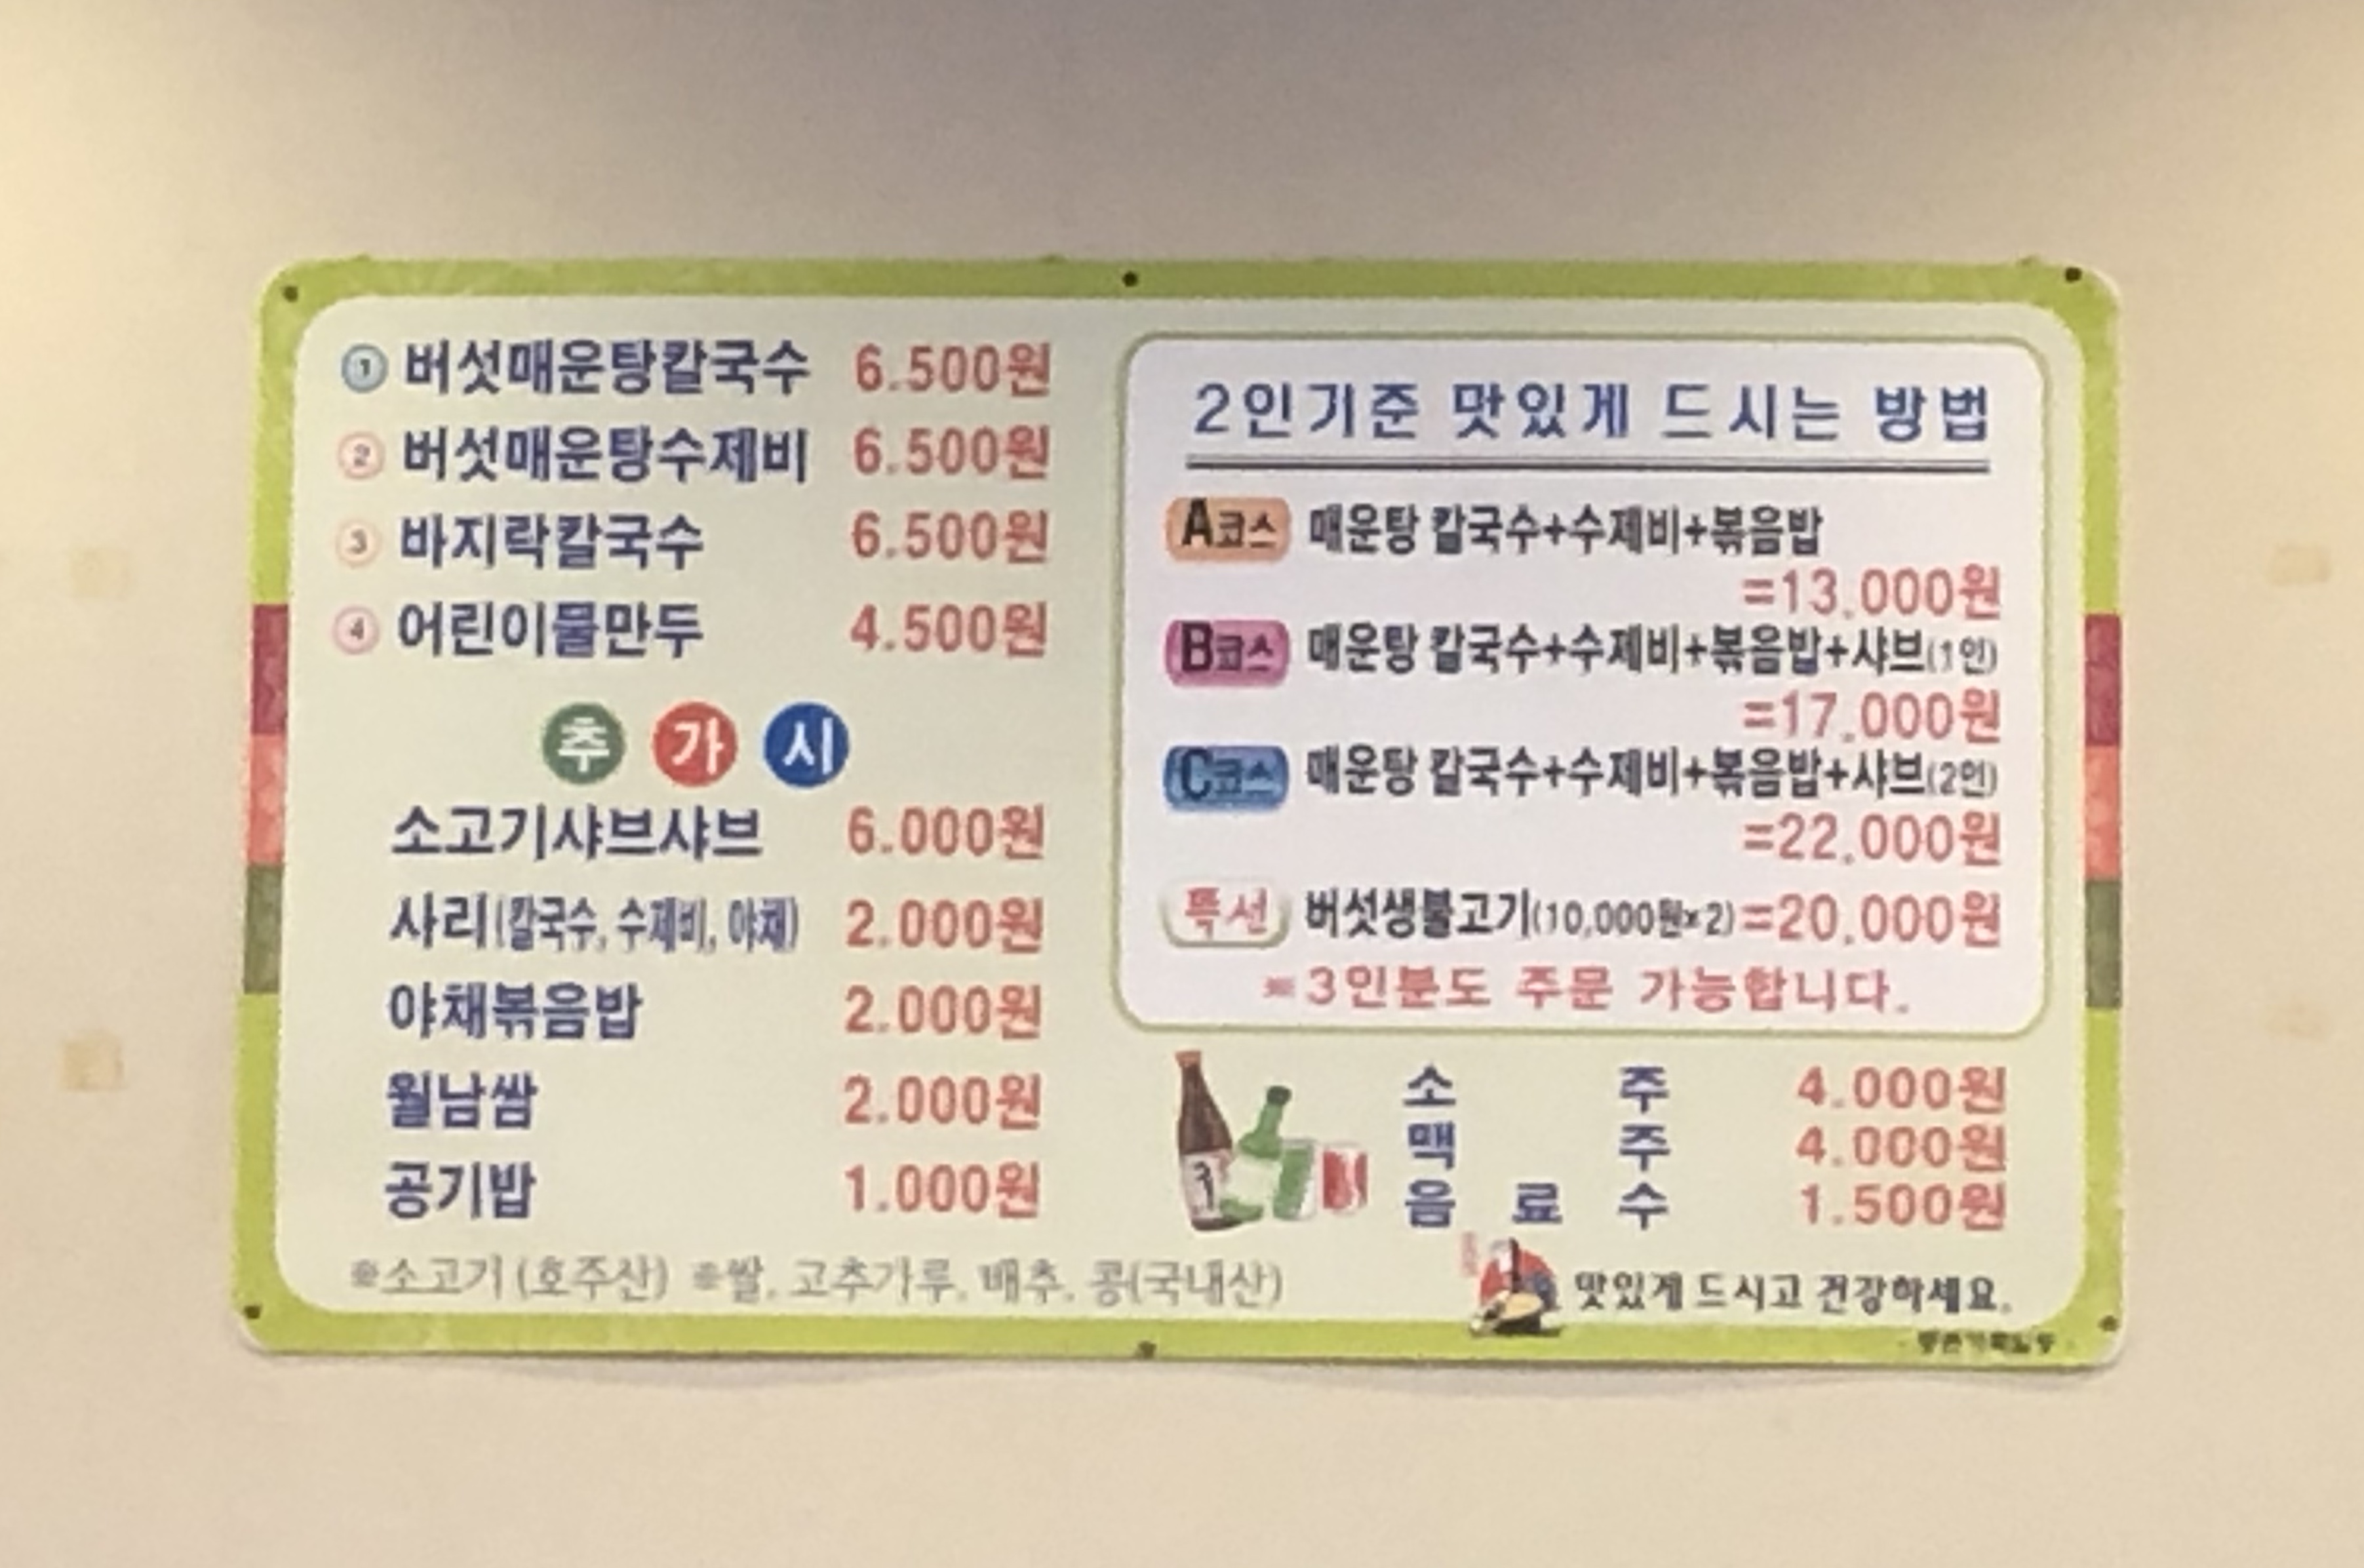 ① 버섯매운탕칼국수 6.500원
② 버섯매운탕수제비 6.500원
③ 바지락칼국수 6.500원
④ 어린이물만두 4.500원
추가시
소고기샤브샤브 6.000원
사리(칼국수, 수제비, 야채) 2.000원
야채볶음밥 2.000원
월남쌈 2.000원
공기밥 1.000원
※소고기 (호주산) ※쌀, 고추가루, 배추, 콩(국내산)
2인기준 맛있게 드시는 방법
A코스 매운탕 칼국수+수제비+볶음밥
=13.000원
B코스 매운탕 칼국수+수제비+볶음밥+샤브(1인)
=17.000원
C코스 매운탕 칼국수+수제비+볶음밥+샤브(2인)
=22.000원
특선 버섯생불고기(10,000원x2)=20.000원
※3인분도 주문 가능합니다.
소 주 4.000원
맥 주 4.000원
음 료 수 1.500원
맛있게 드시고 건강하세요.